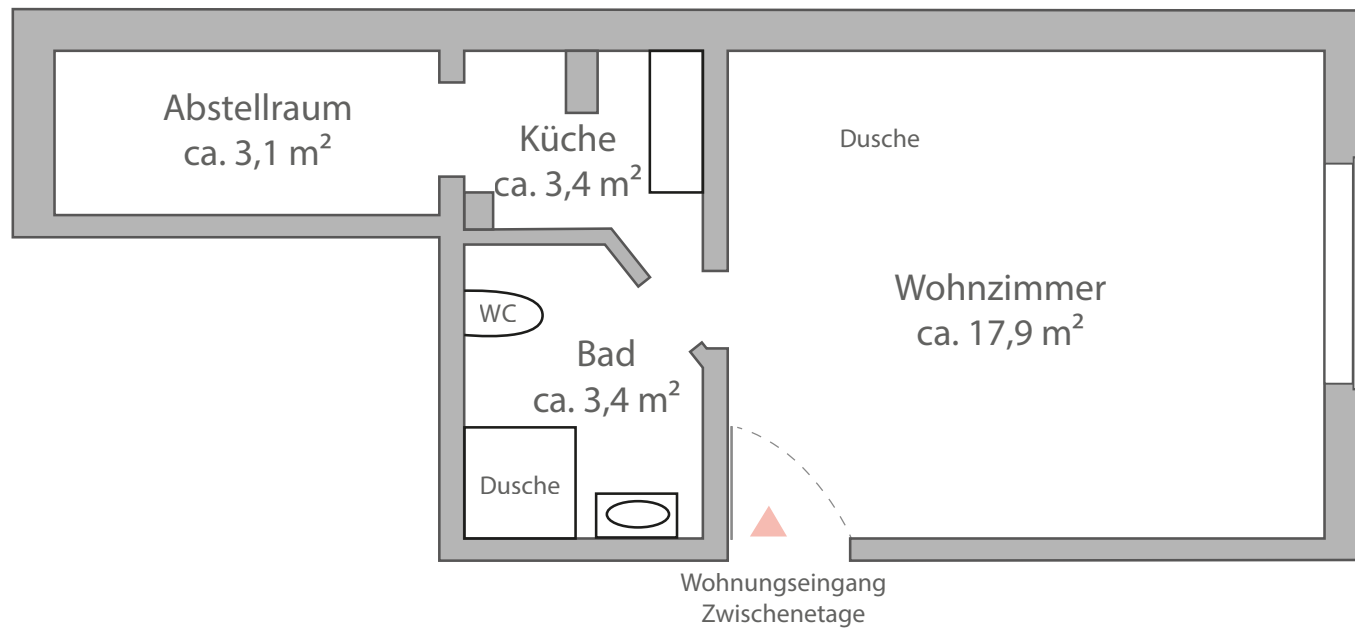 Abstellraum
ca. 3,1 m²
Küche
ca. 3,4 m²
Dusche
Wohnzimmer
ca. 17,9 m²
WC
Bad
ca. 3,4 m²
Dusche
Wohnungseingang
Zwischenetage